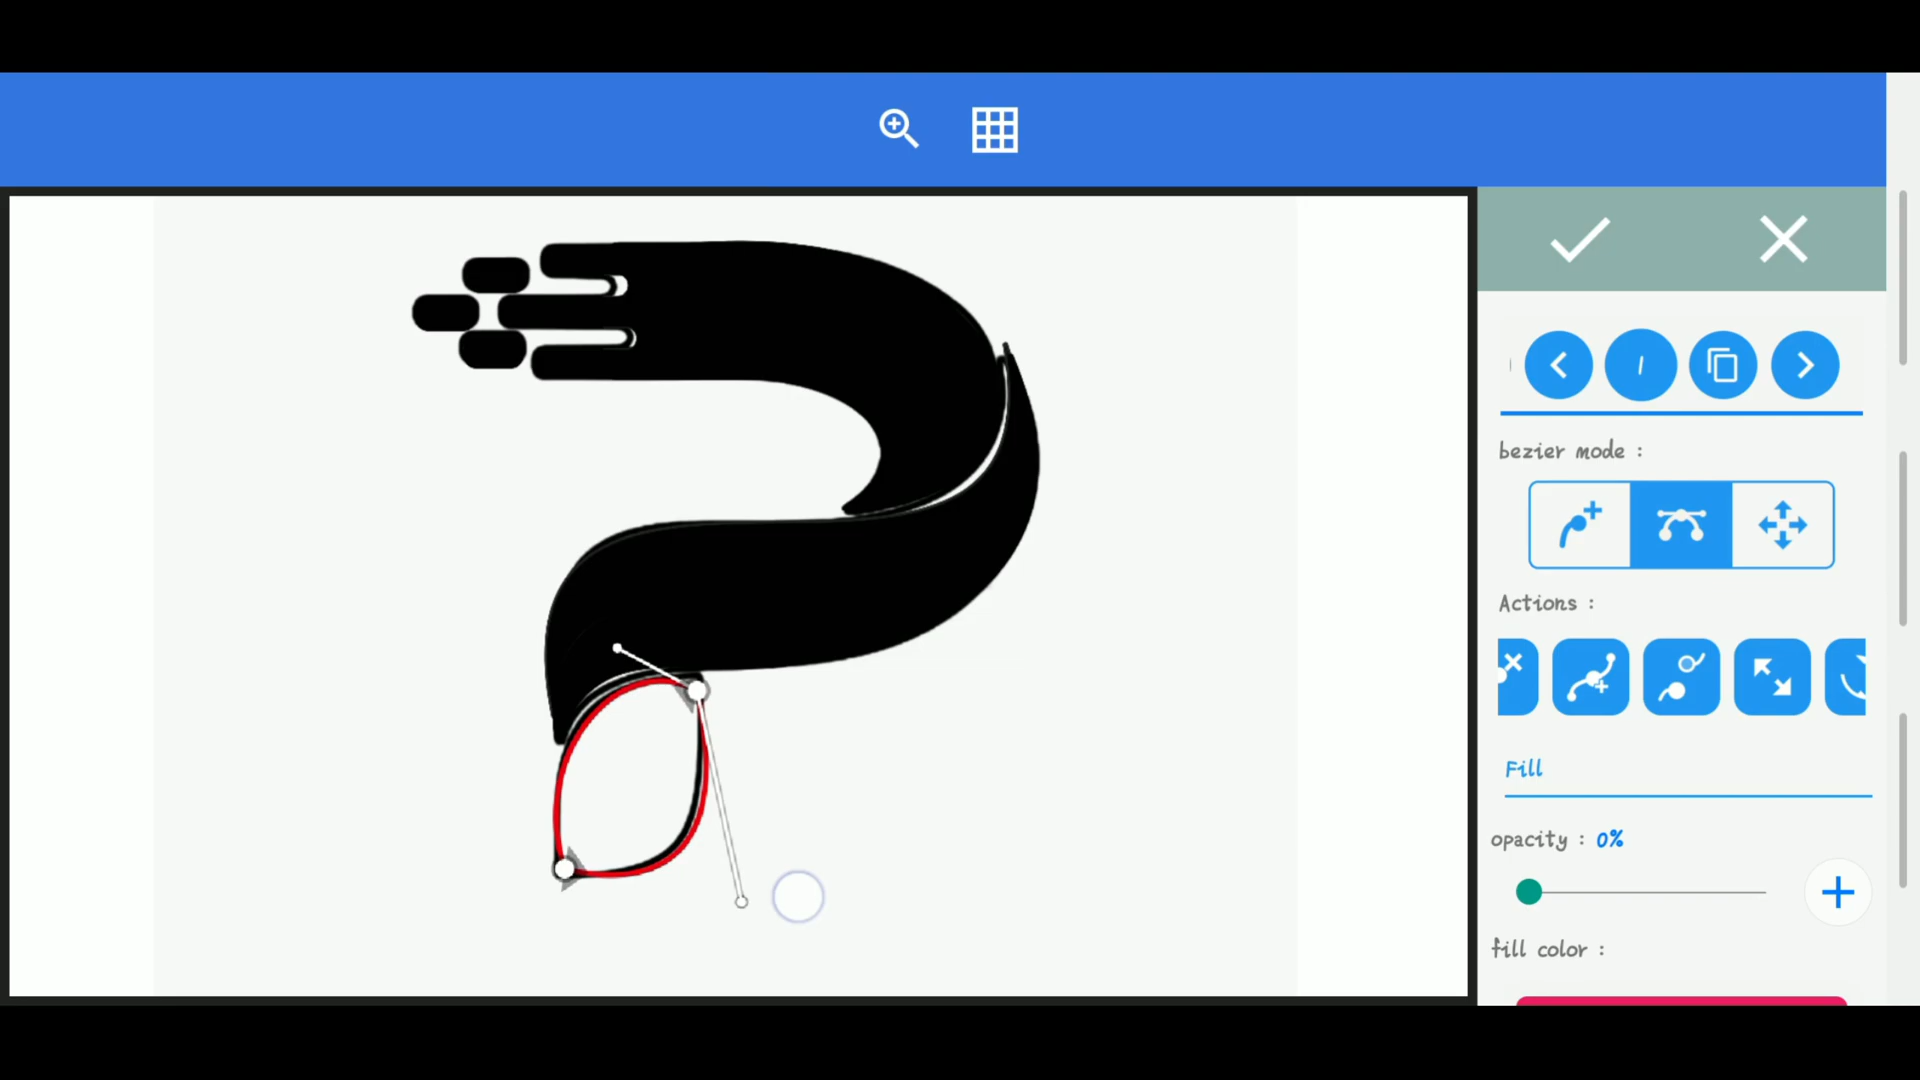 bezier mode :
Actions :
Fill
opacity : 0%
fill color :